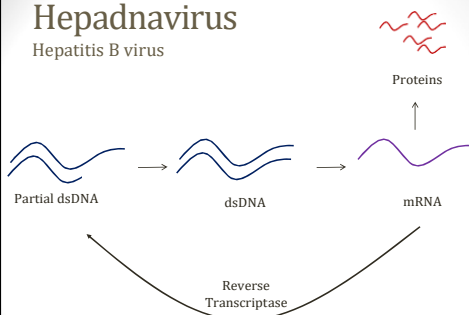 Hepadnavirus
Hepatitis B virus
Proteins
Partial dsDNA
dsDNA
mRNA
Reverse
Transcriptase